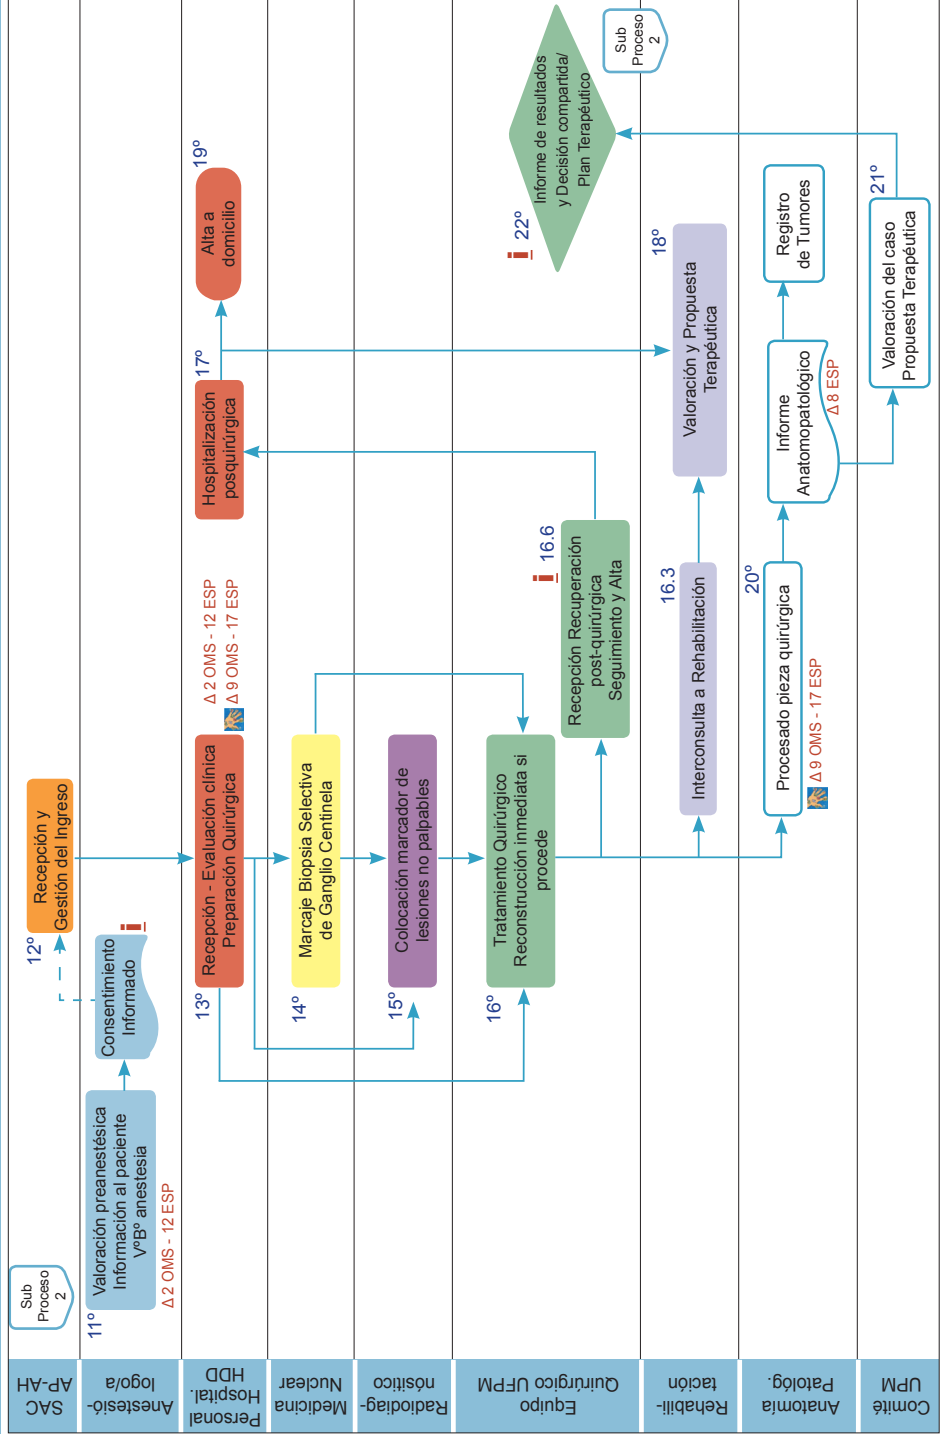 SAC
AP-AH
Sub
Proceso
2
12º
Recepción y
Gestión del Ingreso
Anestesió-
logo/a
11º
Valoración preanestésica
Información al paciente
VºBº anestesia
Δ 2 OMS - 12 ESP
Consentimiento
Informado
i
Personal
Hospital.
HDD
13º
Recepción - Evaluación clínica
Preparación Quirúrgica
Δ 2 OMS - 12 ESP
Δ 9 OMS - 17 ESP
17º
Hospitalización
posquirúrgica
19º
Alta a
domicilio
Medicina
Nuclear
14º
Marcaje Biopsia Selectiva
de Ganglio Centinela
Radiodiag-
nósitico
15º
Colocación marcador de
lesiones no palpables
Equipo
Quirúrgico UFPM
16º
Tratamiento Quirúrgico
Reconstrucción inmediata si
procede
i 16.6
Recepción Recuperación
post-quirúrgica
Seguimiento y Alta
i 22º
Informe de resultados
y Decisión compartida/
Plan Terapéutico
Sub
Proceso
2
Rehabili-
tación
16.3
Interconsulta a Rehabilitación
18º
Valoración y Propuesta
Terapéutica
Anatomía
Patológ.
20º
Procesado pieza quirúrgica
Δ 9 OMS - 17 ESP
Informe
Anatomopatológico
Δ 8 ESP
Registro
de Tumores
Comité
UPM
21º
Valoración del caso
Propuesta Terapéutica